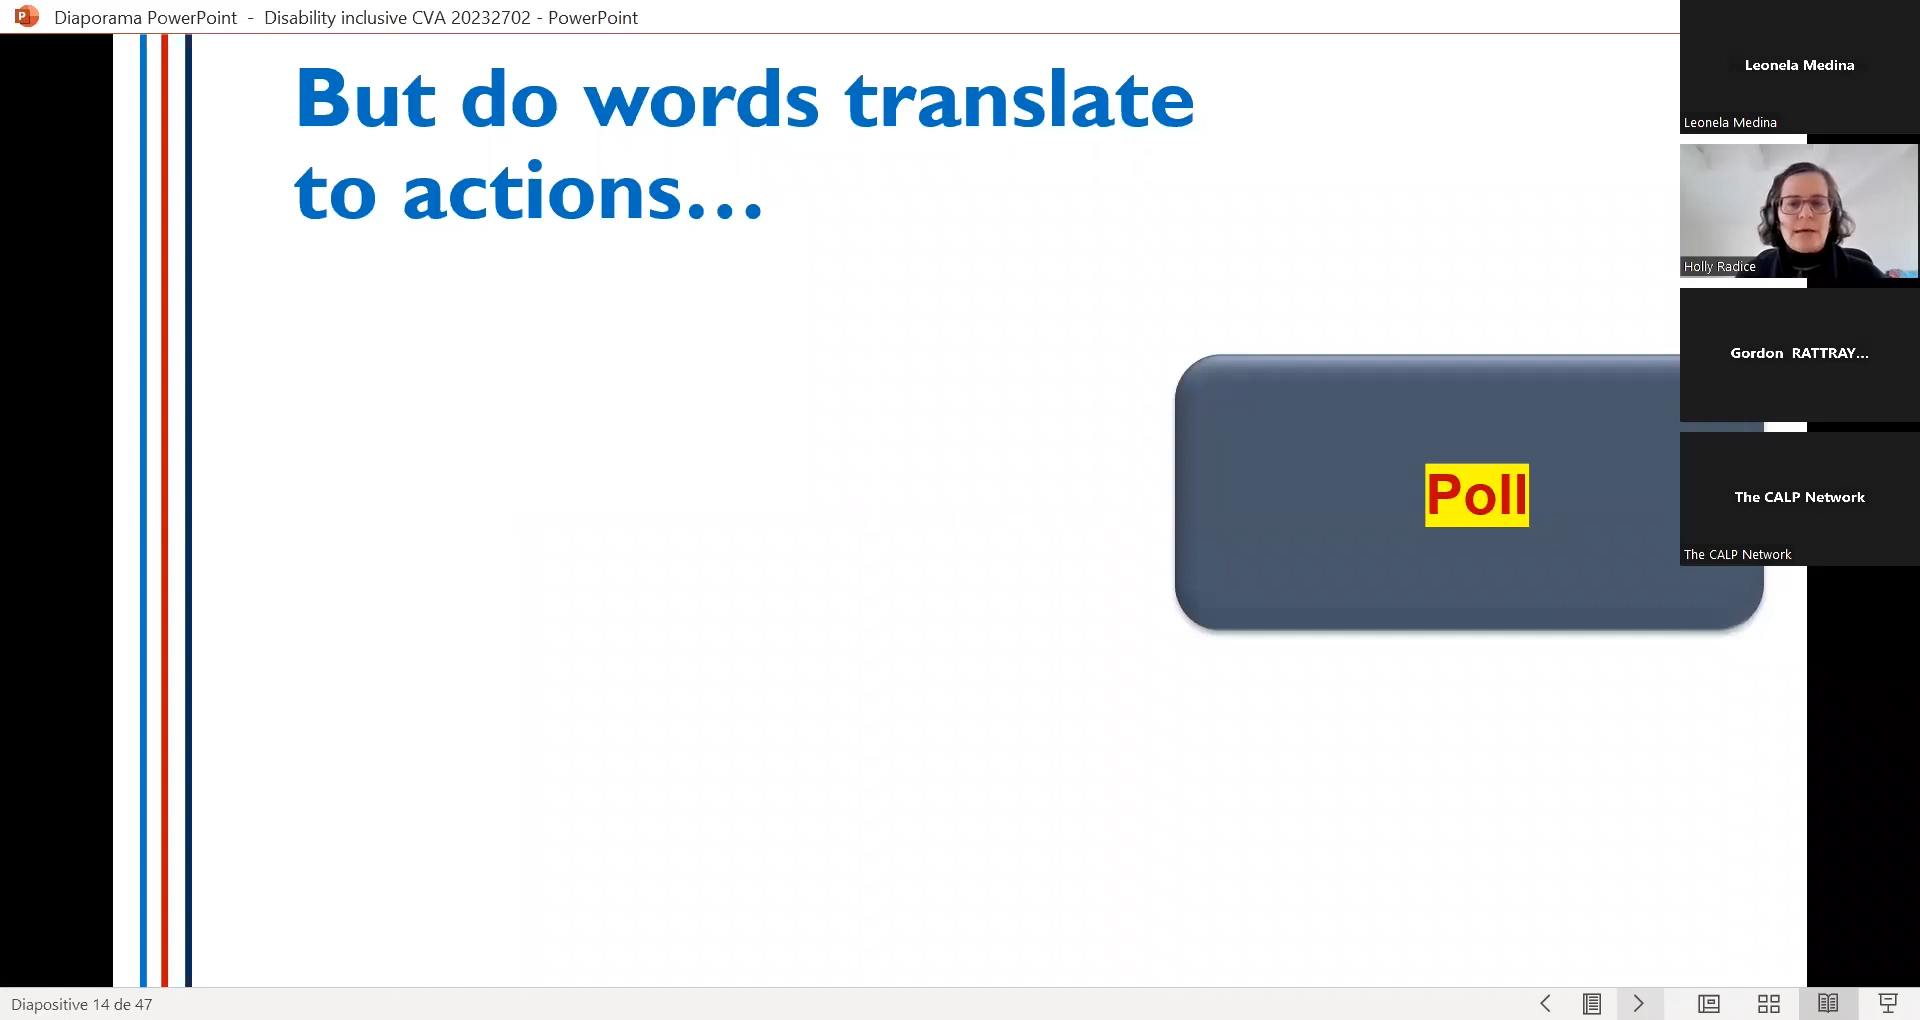 Diaporama PowerPoint - Disability inclusive CVA 20232702 - PowerPoint
But do words translate
to actions...
Poll
Leonela Medina
Leonela Medina
Holly Radice
Gordon RATTRAY...
The CALP Network
The CALP Network
Diapositive 14 de 47